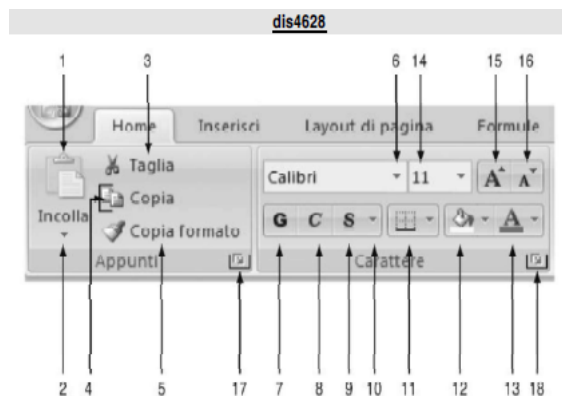 dis4628
1 3 6 14 15 16
Home Inserisci Layout di pagina Formule
Taglia
Calibri 11 A A
Copia
Incolla
G C S A
Copia formato
Appunti Carattere
2 4 5 17 7 8 9 10 11 12 13 18